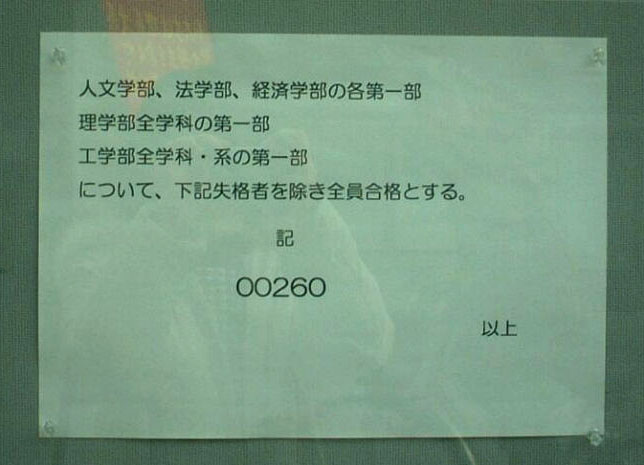 人文学部、法学部、経済学部の各第一部
理学部全学科の第一部
工学部全学科・系の第一部
について、下記失格者を除き全員合格とする。
記
00260
以上